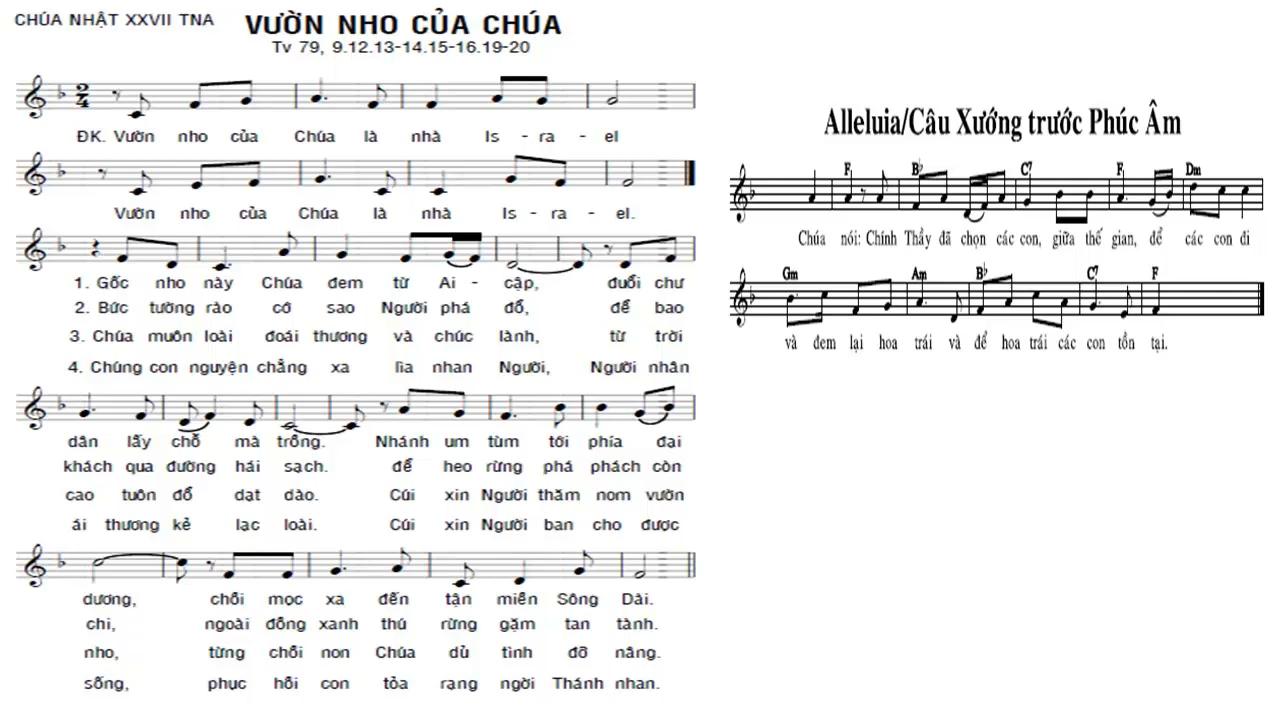 CHÚA NHẬT XXVII TNA
VƯỜN NHO CỦA CHÚA
Tv 79, 9.12.13-14.15-16.19-20
2
4
ĐK. Vườn nho của Chúa là nhà Is - ra - el
Vườn nho của Chúa là nhà Is - ra - el.
1. Gốc nho này Chúa đem từ Ai - cập, đuổi chư
2. Bức tường rào cớ sao Người phá đổ, để bao
3. Chúa muôn loài đoái thương và chúc lành, từ trời
4. Chúng con nguyện chẳng xa lìa nhan Người, Người nhân
dân lấy chỗ mà trồng. Nhánh um tùm tới phía đại
khách qua đường hái sạch. để heo rừng phá phách còn
cao tuôn đổ dạt dào. Cúi xin Người thăm nom vườn
ái thương kẻ lạc loài. Cúi xin Người ban cho được
dương, chồi mọc xa đến tận miền Sông Dài.
chi, ngoài đồng xanh thú rừng gặm tan tành.
nho, từng chồi non Chúa dủ tình đỡ nâng.
sống, phục hồi con tỏa rạng ngời Thánh nhan.
Alleluia/Câu Xướng trước Phúc Âm
F B♭ C7 F Dm
Chúa nói: Chính Thầy đã chọn các con, giữa thế gian, để các con đi
Gm Am B♭ C7 F
và đem lại hoa trái và để hoa trái các con tồn tại.